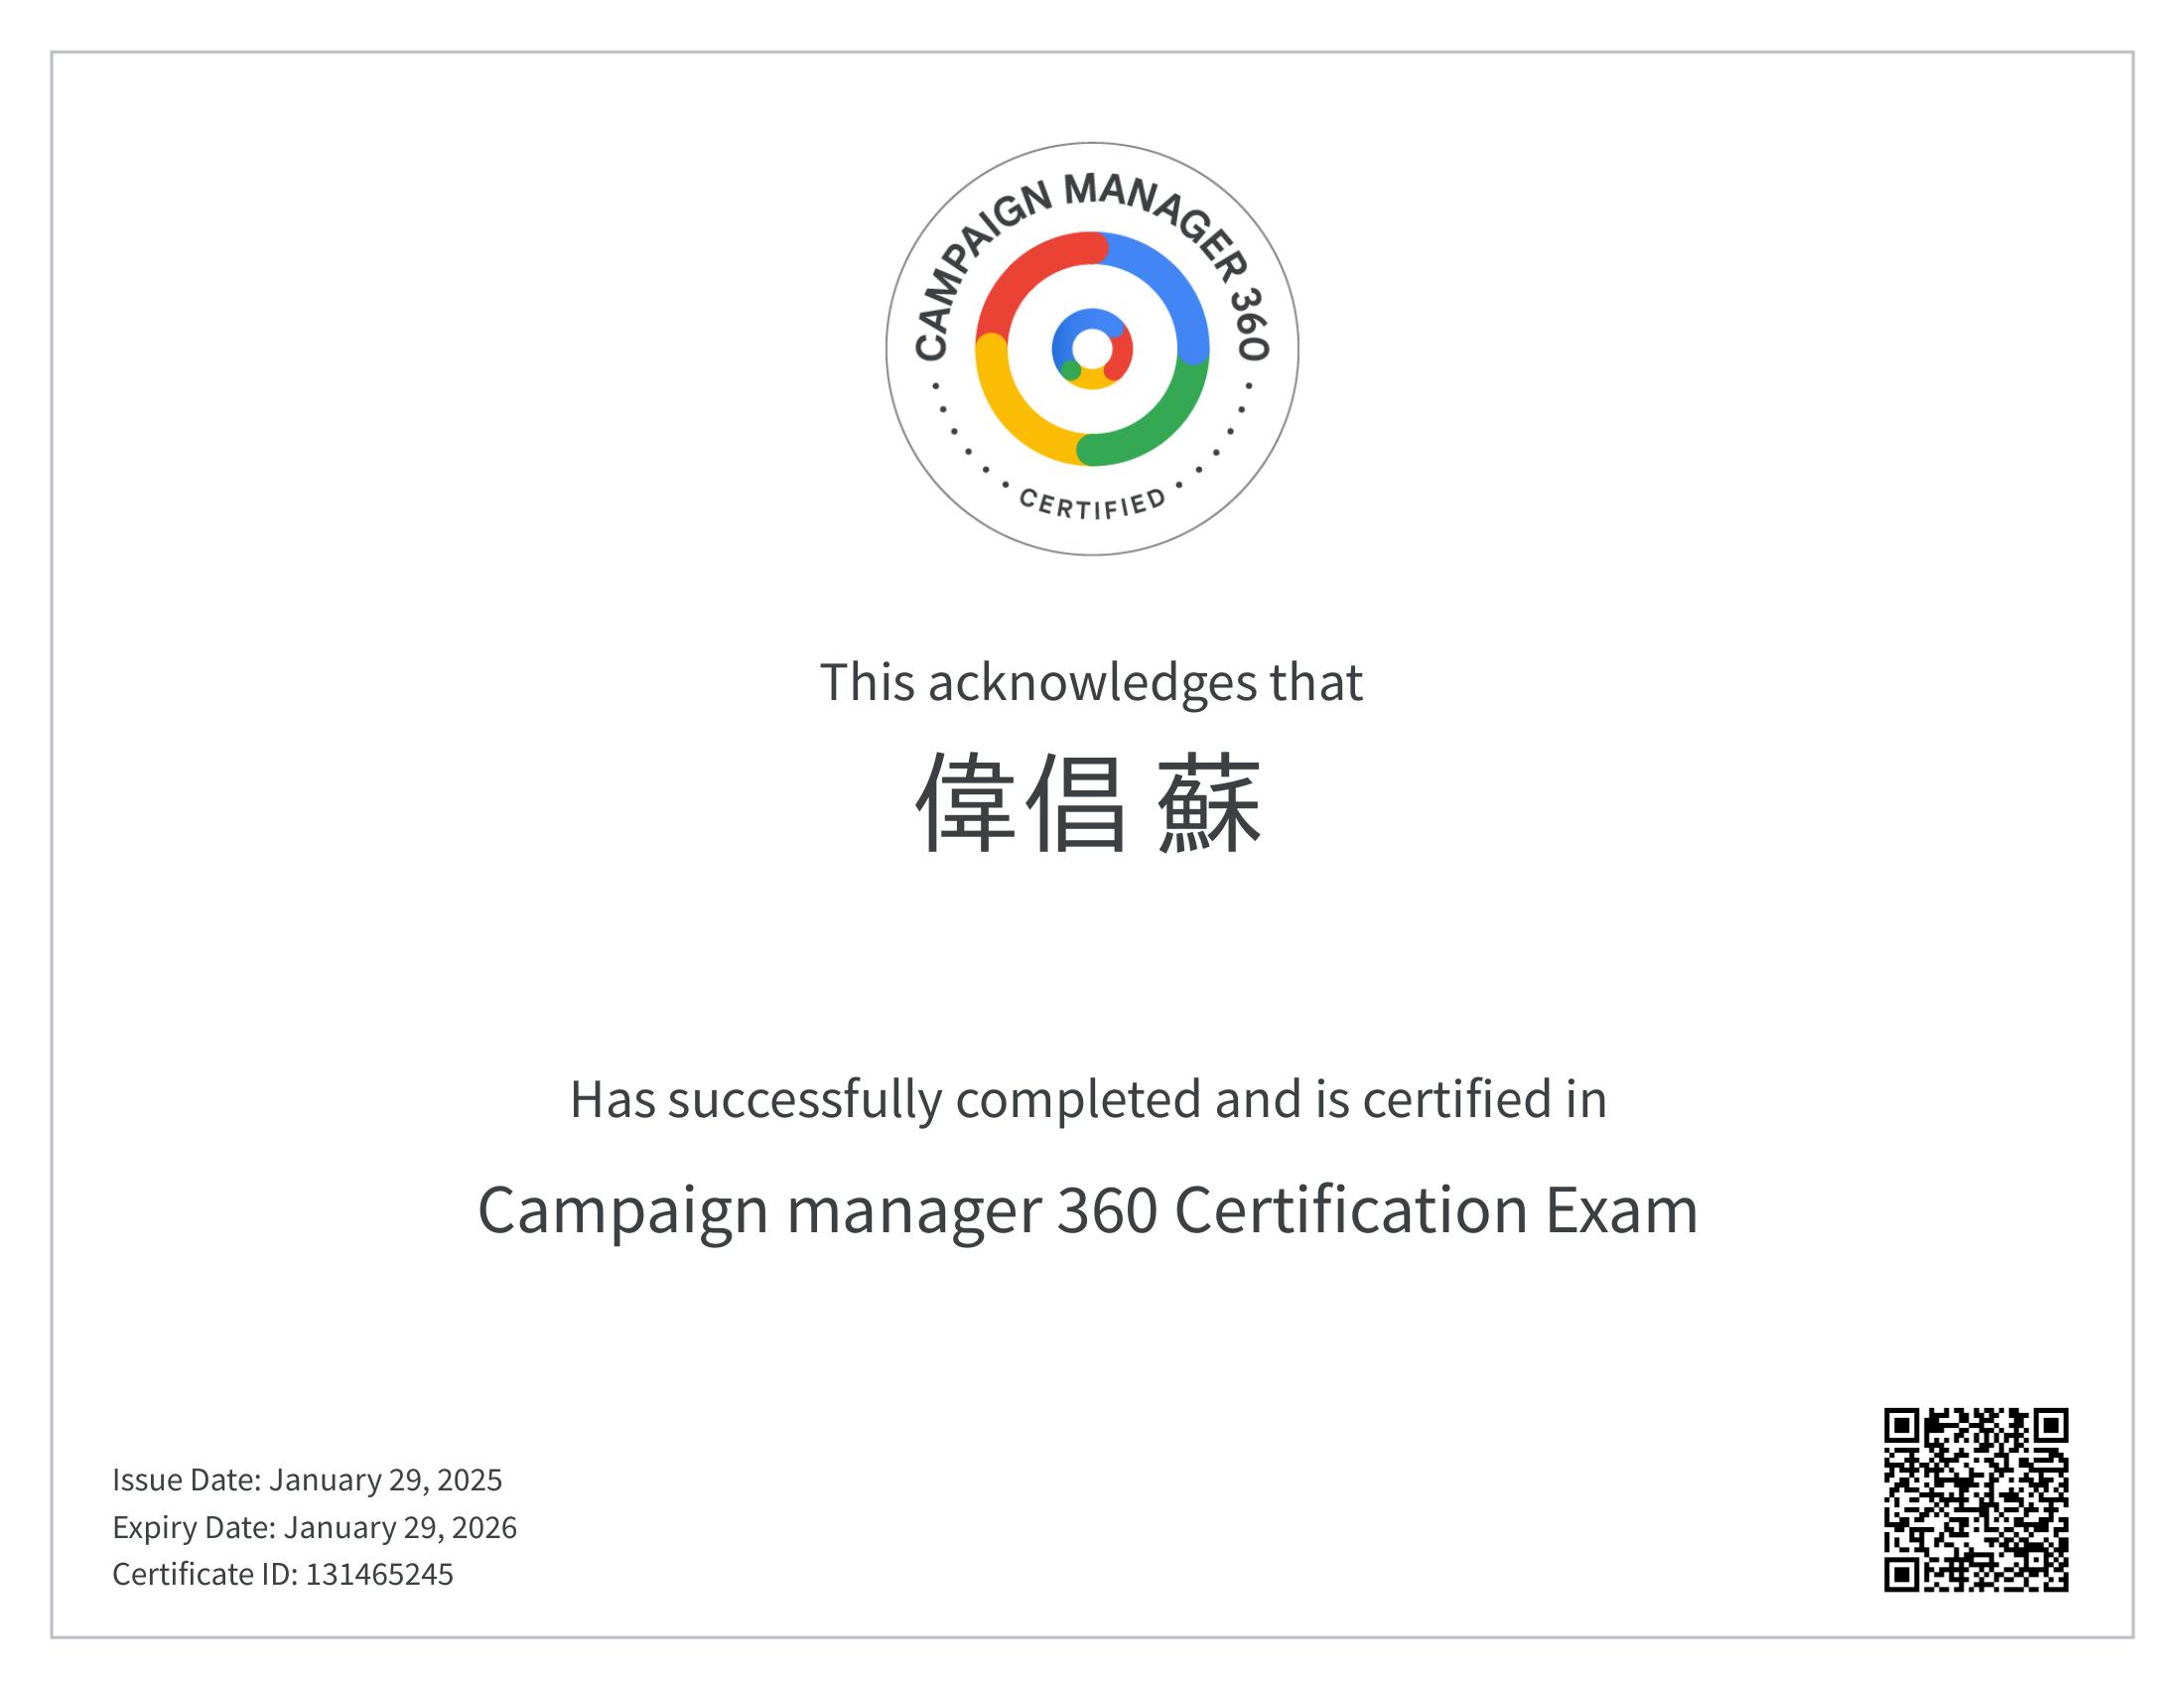 CAMPAIGN MANAGER 360
CERTIFIED
This acknowledges that
偉倡 蘇
Has successfully completed and is certified in
Campaign manager 360 Certification Exam
Issue Date: January 29, 2025
Expiry Date: January 29, 2026
Certificate ID: 131465245